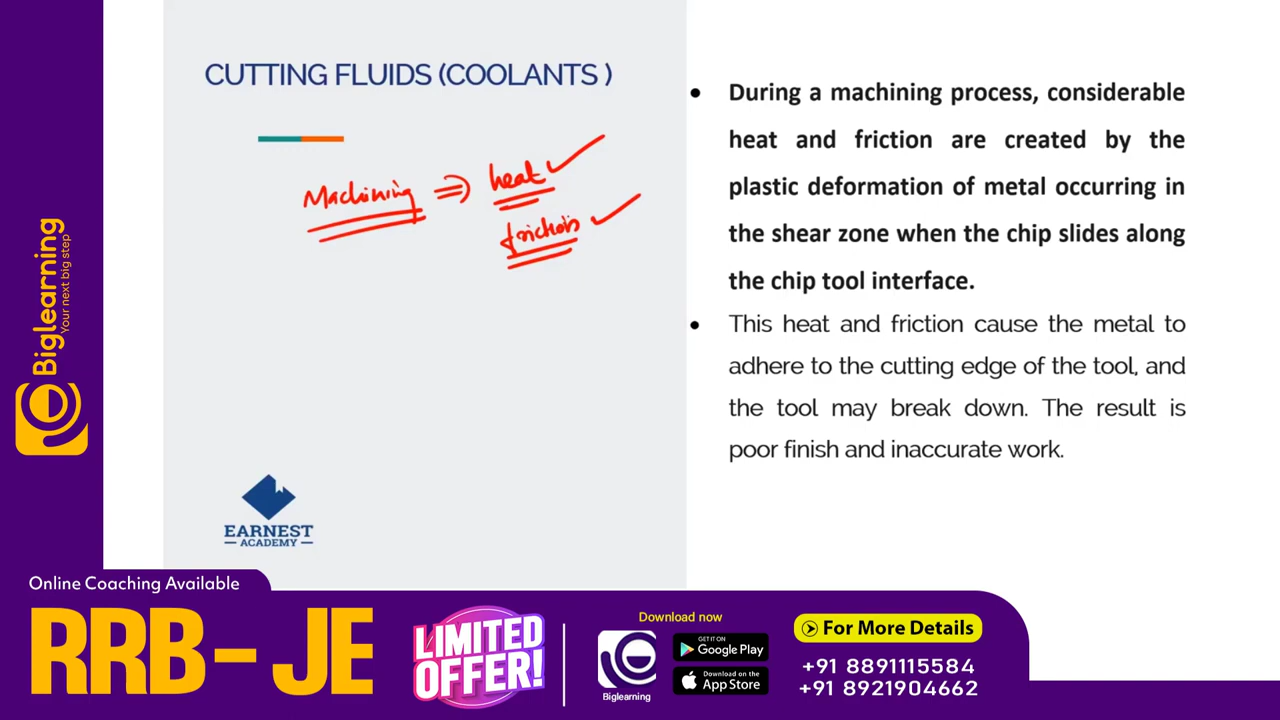 CUTTING FLUIDS (COOLANTS )
Machining ⇒ heat ✓
friction ✓
EARNEST
ACADEMY
• During a machining process, considerable
heat and friction are created by the
plastic deformation of metal occurring in
the shear zone when the chip slides along
the chip tool interface.
• This heat and friction cause the metal to
adhere to the cutting edge of the tool, and
the tool may break down. The result is
poor finish and inaccurate work.
Biglearning
Your next big step
Online Coaching Available
RRB - JE
LIMITED
OFFER!
Download now
Biglearning
GET IT ON
Google Play
Download on the
App Store
For More Details
+91 8891115584
+91 8921904662